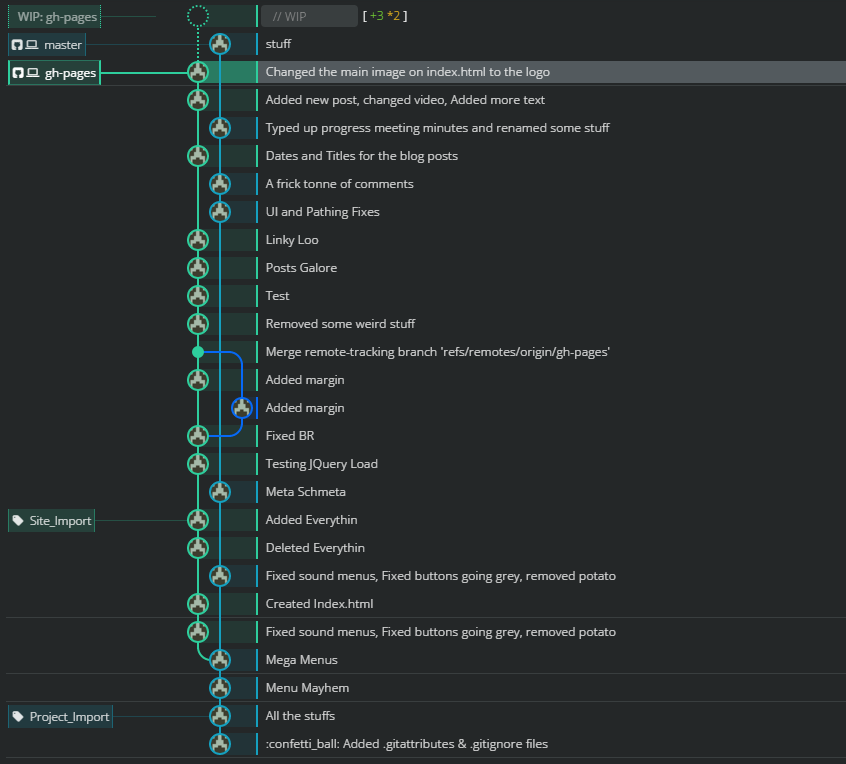 WIP: gh-pages // WIP [ +3 *2 ]
master stuff
gh-pages Changed the main image on index.html to the logo
Added new post, changed video, Added more text
Typed up progress meeting minutes and renamed some stuff
Dates and Titles for the blog posts
A frick tonne of comments
UI and Pathing Fixes
Linky Loo
Posts Galore
Test
Removed some weird stuff
Merge remote-tracking branch 'refs/remotes/origin/gh-pages'
Added margin
Added margin
Fixed BR
Testing JQuery Load
Meta Schmeta
Site_Import Added Everythin
Deleted Everythin
Fixed sound menus, Fixed buttons going grey, removed potato
Created Index.html
Fixed sound menus, Fixed buttons going grey, removed potato
Mega Menus
Menu Mayhem
Project_Import All the stuffs
:confetti_ball: Added .gitattributes & .gitignore files